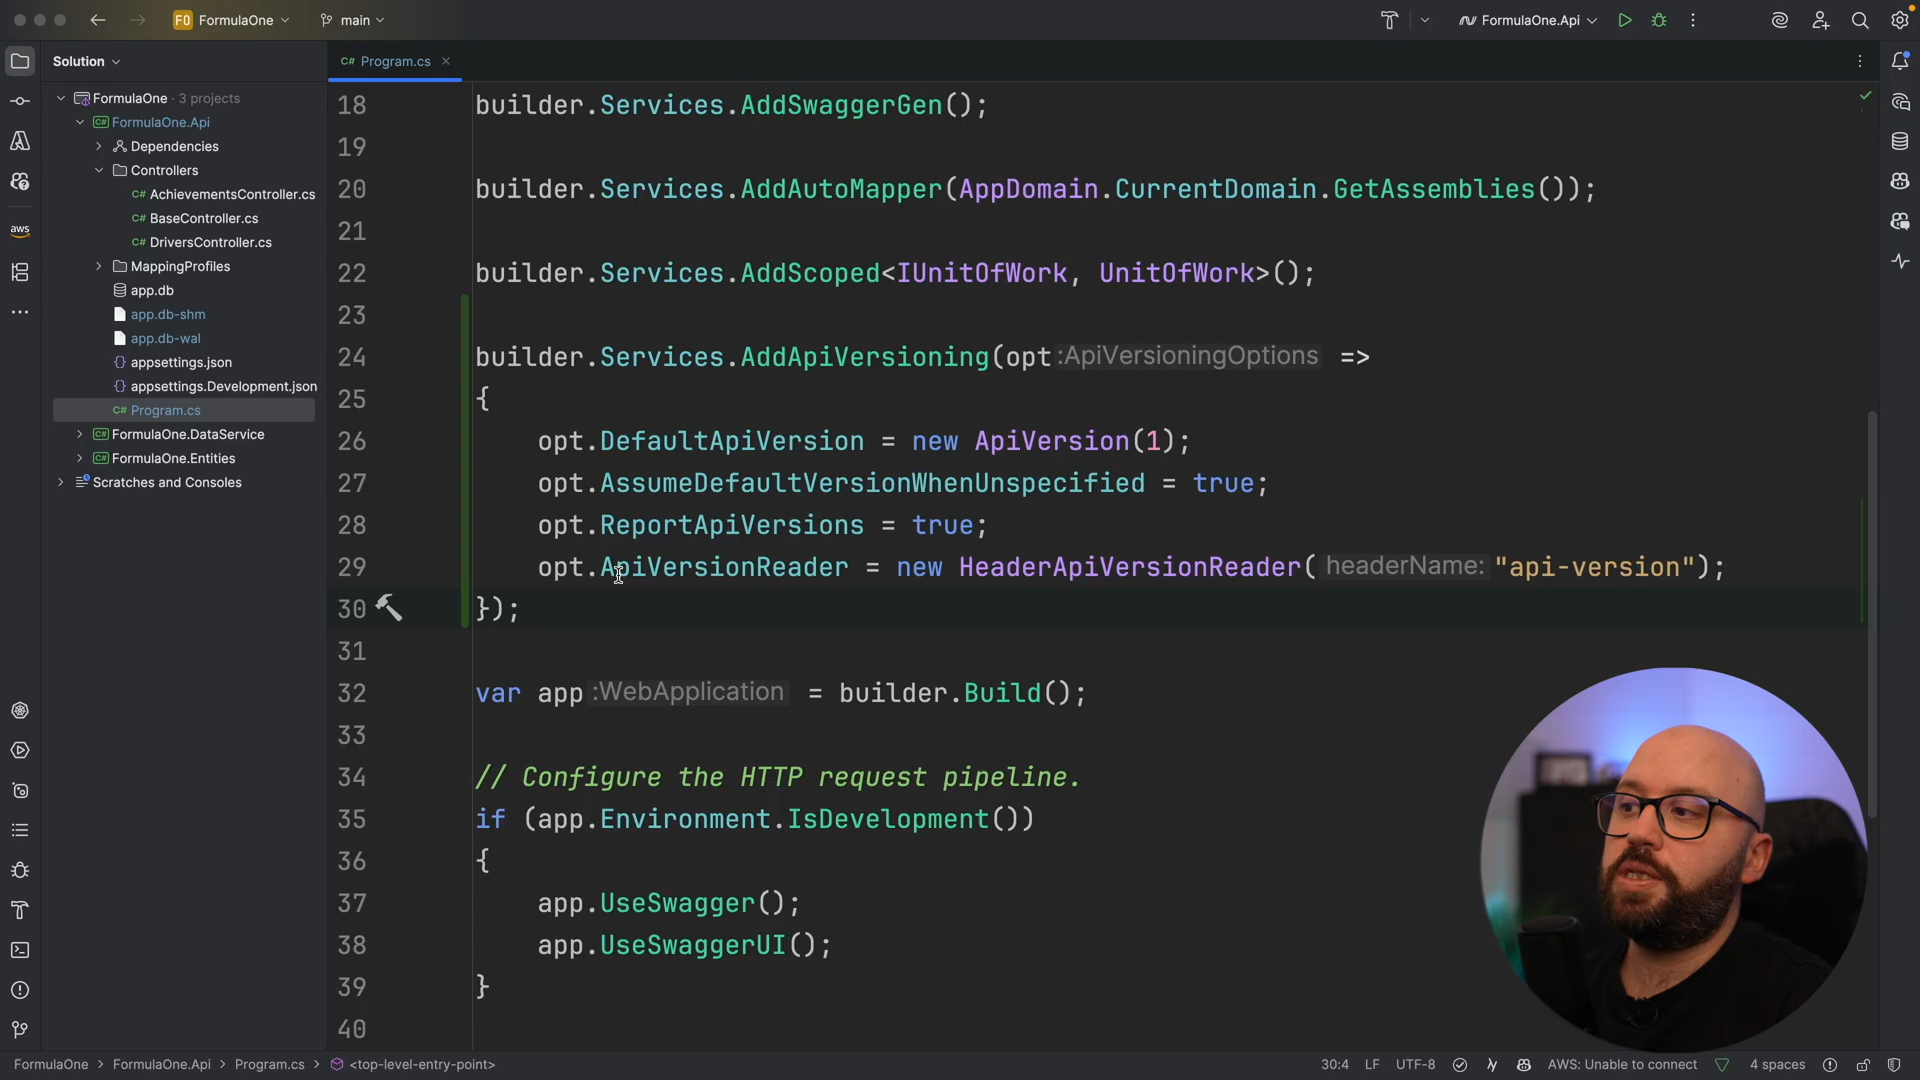 FO FormulaOne
main
FormulaOne.Api
Solution
C# Program.cs
FormulaOne · 3 projects
C# FormulaOne.Api
Dependencies
Controllers
C# AchievementsController.cs
C# BaseController.cs
C# DriversController.cs
MappingProfiles
app.db
app.db-shm
app.db-wal
{} appsettings.json
{} appsettings.Development.json
C# Program.cs
C# FormulaOne.DataService
C# FormulaOne.Entities
Scratches and Consoles
aws
18 builder.Services.AddSwaggerGen();
19
20 builder.Services.AddAutoMapper(AppDomain.CurrentDomain.GetAssemblies());
21
22 builder.Services.AddScoped<IUnitOfWork, UnitOfWork>();
23
24 builder.Services.AddApiVersioning(opt :ApiVersioningOptions =>
25 {
26 opt.DefaultApiVersion = new ApiVersion(1);
27 opt.AssumeDefaultVersionWhenUnspecified = true;
28 opt.ReportApiVersions = true;
29 opt.ApiVersionReader = new HeaderApiVersionReader( headerName: "api-version");
30 });
31
32 var app :WebApplication = builder.Build();
33
34 // Configure the HTTP request pipeline.
35 if (app.Environment.IsDevelopment())
36 {
37 app.UseSwagger();
38 app.UseSwaggerUI();
39 }
40
FormulaOne > FormulaOne.Api > Program.cs > <top-level-entry-point>
30:4 LF UTF-8 AWS: Unable to connect 4 spaces